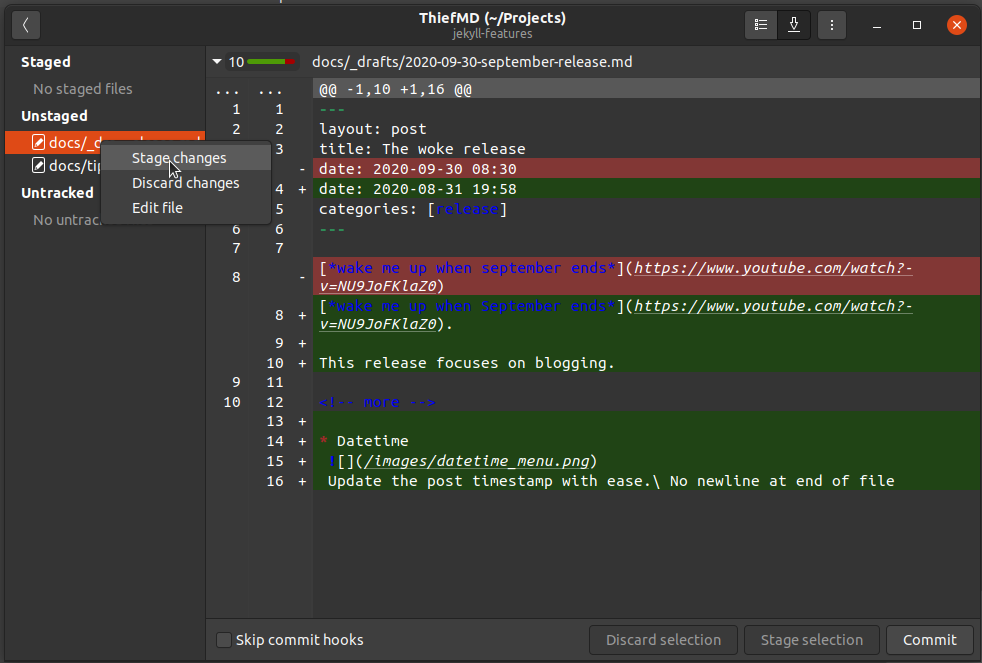 ThiefMD (~/Projects)
jekyll-features
Staged
No staged files
Unstaged
docs/
docs/tip
Untracked
No untrac
Stage changes
Discard changes
Edit file
10 docs/_drafts/2020-09-30-september-release.md
... ... @@ -1,10 +1,16 @@
1 1 ---
2 2 layout: post
3 3 title: The woke release
- date: 2020-09-30 08:30
4 + date: 2020-08-31 19:58
5 categories: [release]
6 6 ---
7 7
8 - [*wake me up when september ends*](https://www.youtube.com/watch?-
v=NU9JoFKlaZ0)
8 + [*wake me up when September ends*](https://www.youtube.com/watch?-
v=NU9JoFKlaZ0).
9 +
10 + This release focuses on blogging.
9 11
10 12 <!-- more -->
13 +
14 + * Datetime
15 + ![](/images/datetime_menu.png)
16 + Update the post timestamp with ease.\ No newline at end of file
Skip commit hooks
Discard selection
Stage selection
Commit